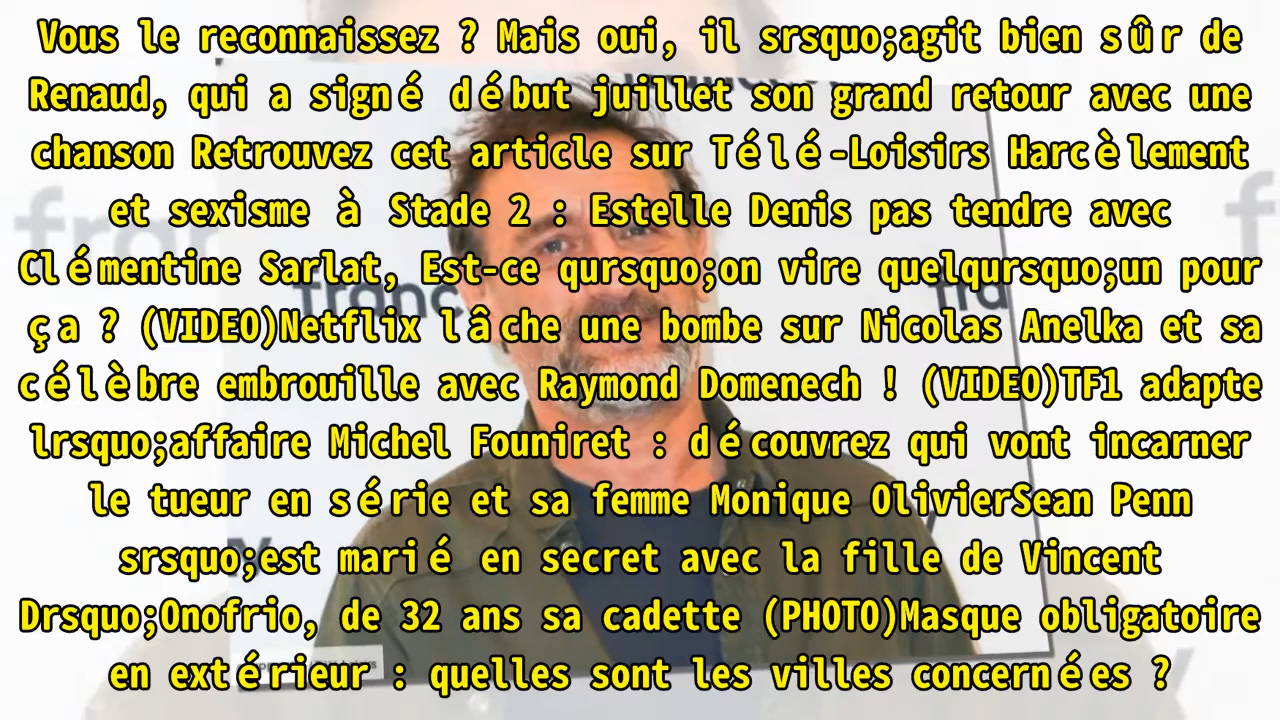 Vous le reconnaissez ? Mais oui, il srsquo;agit bien sûr de
Renaud, qui a signé début juillet son grand retour avec une
chanson Retrouvez cet article sur Télé-Loisirs Harcèlement
et sexisme à Stade 2 : Estelle Denis pas tendre avec
Clémentine Sarlat, Est-ce qursquo;on vire quelqursquo;un pour
ça ? (VIDEO)Netflix lâche une bombe sur Nicolas Anelka et sa
célèbre embrouille avec Raymond Domenech ! (VIDEO)TF1 adapte
lrsquo;affaire Michel Founiret : découvrez qui vont incarner
le tueur en série et sa femme Monique OlivierSean Penn
srsquo;est marié en secret avec la fille de Vincent
Drsquo;Onofrio, de 32 ans sa cadette (PHOTO)Masque obligatoire
en extérieur : quelles sont les villes concernées ?